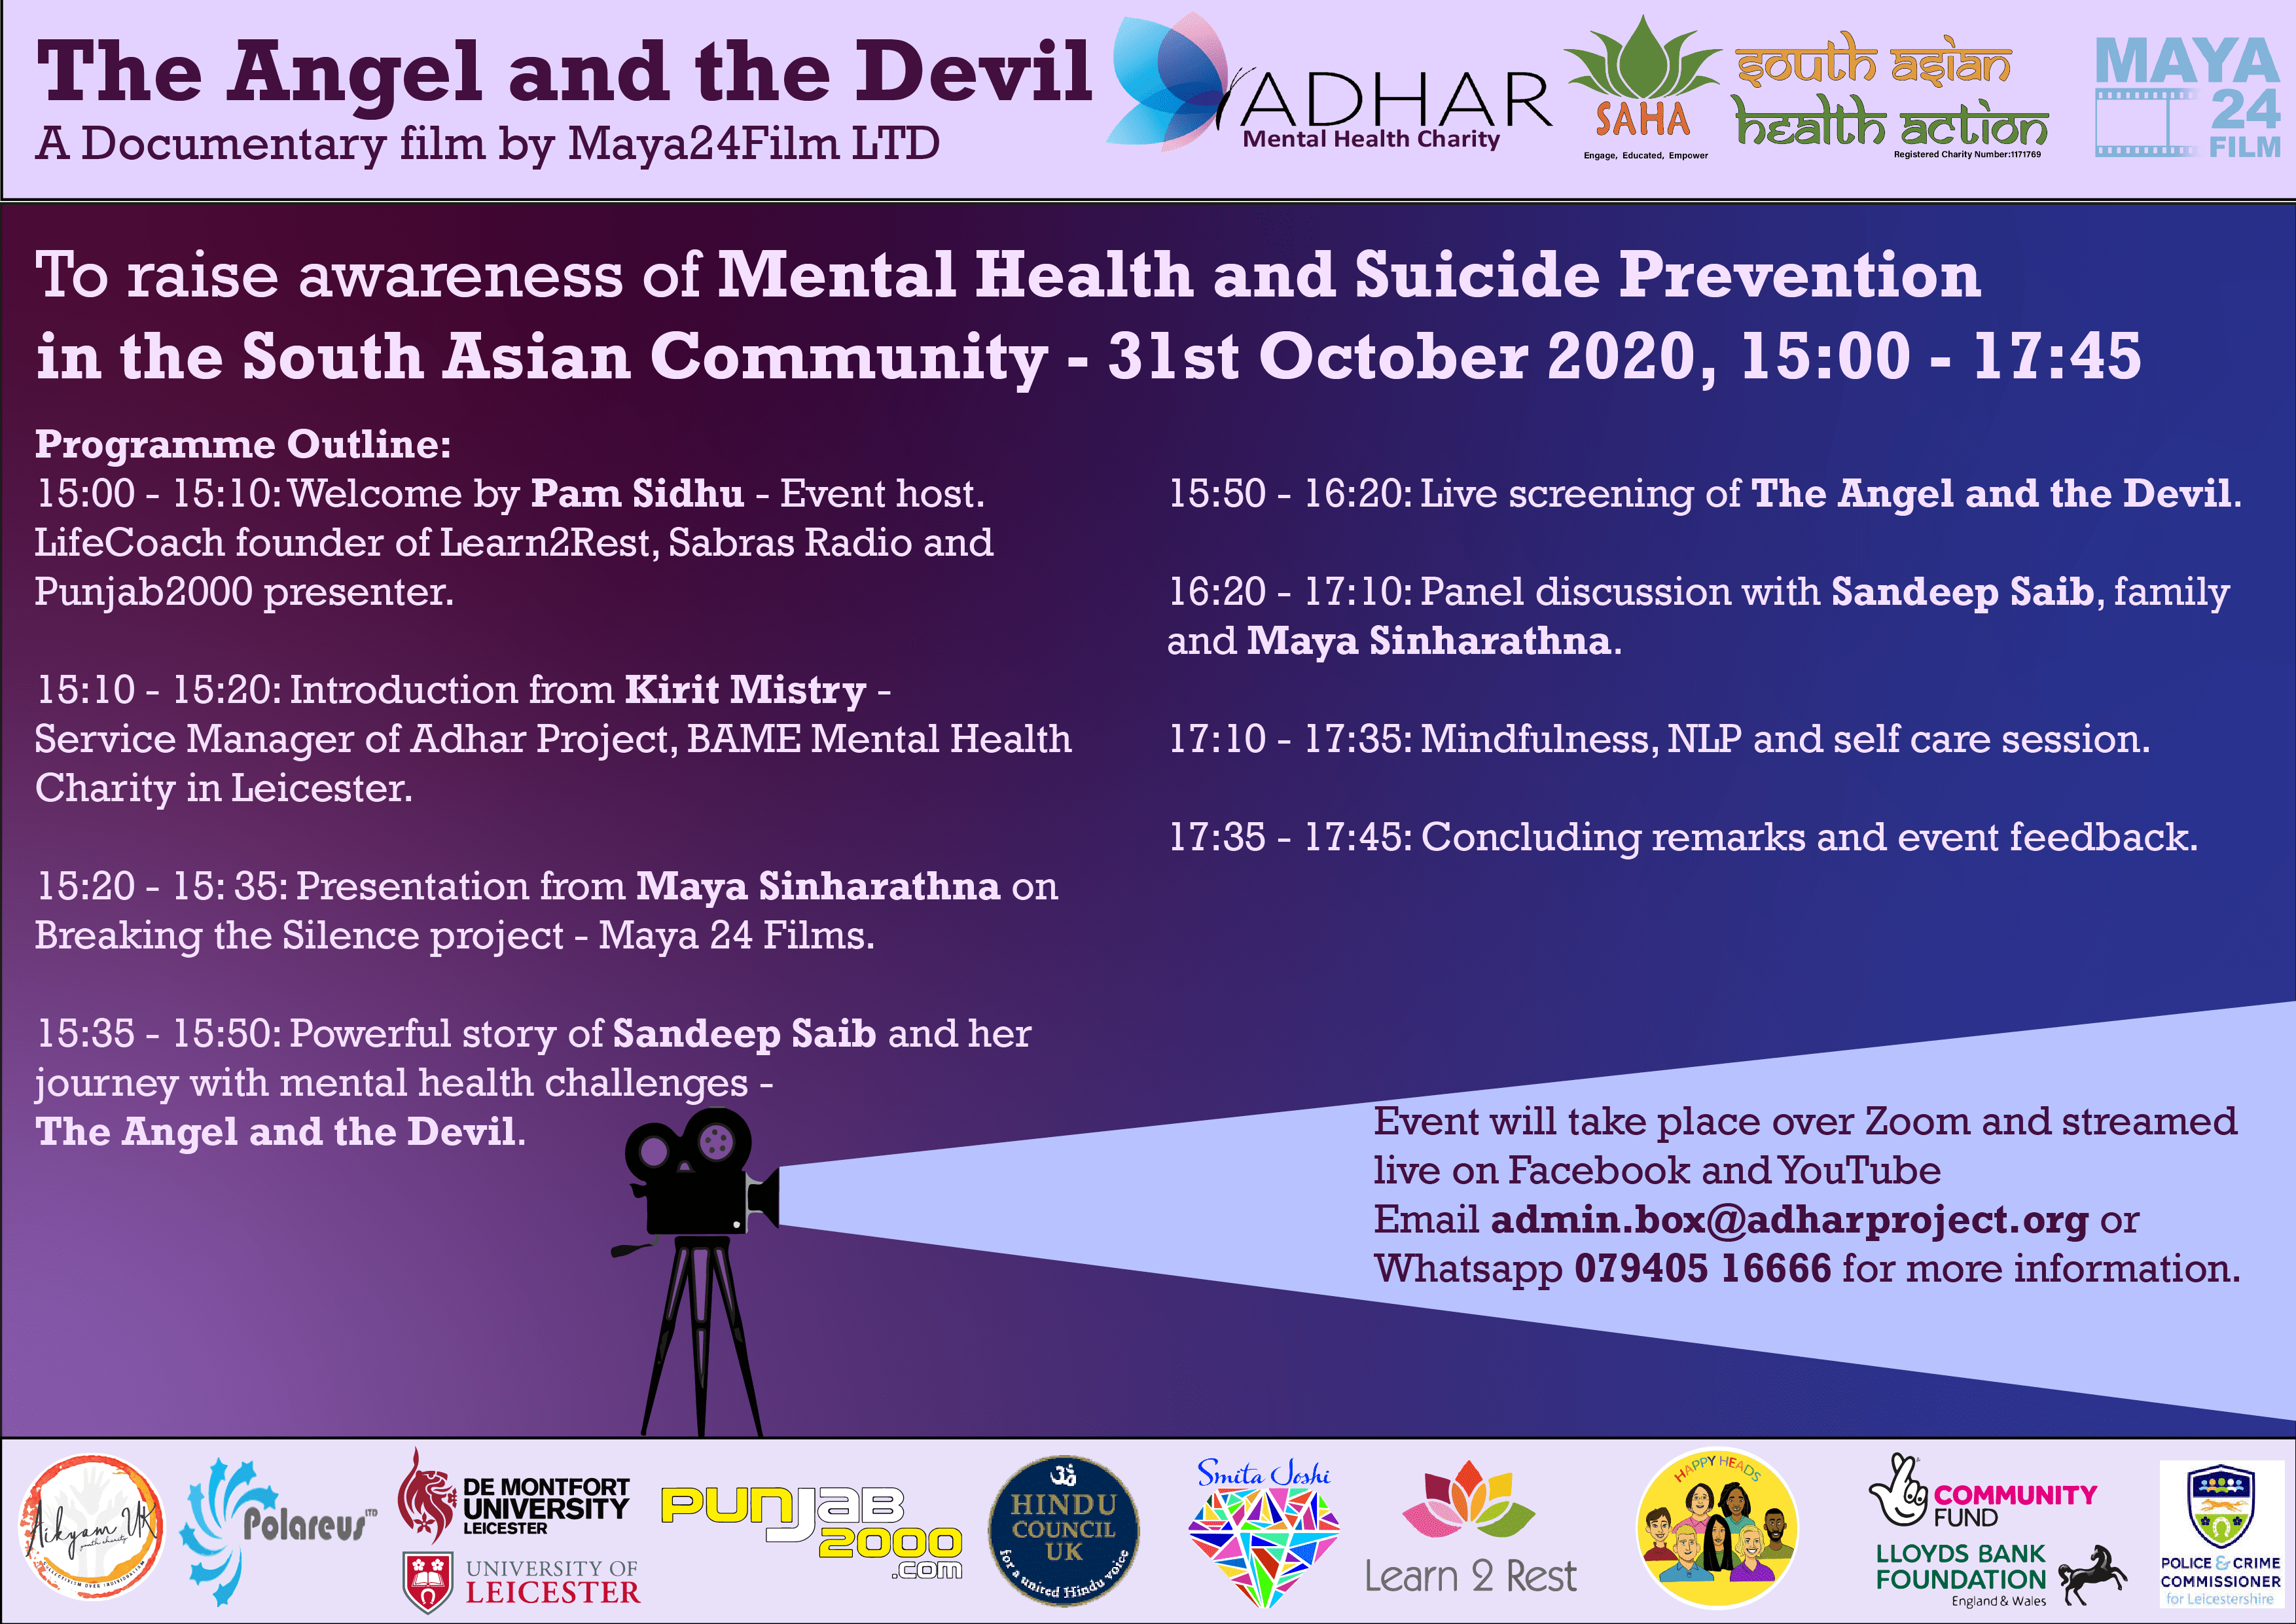 The Angel and the Devil
A Documentary film by Maya24Film LTD
ADHAR
Mental Health Charity
SAHA
Engage, Educated, Empower
south asian
health action
Registered Charity Number:1171769
MAYA
24
FILM
To raise awareness of Mental Health and Suicide Prevention
in the South Asian Community - 31st October 2020, 15:00 - 17:45
Programme Outline:
15:00 - 15:10: Welcome by Pam Sidhu - Event host.
LifeCoach founder of Learn2Rest, Sabras Radio and
Punjab2000 presenter.
15:10 - 15:20: Introduction from Kirit Mistry -
Service Manager of Adhar Project, BAME Mental Health
Charity in Leicester.
15:20 - 15: 35: Presentation from Maya Sinharathna on
Breaking the Silence project - Maya 24 Films.
15:35 - 15:50: Powerful story of Sandeep Saib and her
journey with mental health challenges -
The Angel and the Devil.
15:50 - 16:20: Live screening of The Angel and the Devil.
16:20 - 17:10: Panel discussion with Sandeep Saib, family
and Maya Sinharathna.
17:10 - 17:35: Mindfulness, NLP and self care session.
17:35 - 17:45: Concluding remarks and event feedback.
Event will take place over Zoom and streamed
live on Facebook and YouTube
Email admin.box@adharproject.org or
Whatsapp 079405 16666 for more information.
Aikyam UK
youth charity
COLLECTIVISM OVER INDIVIDUALISM
Polareus LTD
DE MONTFORT
UNIVERSITY
LEICESTER
UNIVERSITY OF
LEICESTER
PUNJAB
2000
.com
ॐ
HINDU
COUNCIL
UK
for a united Hindu voice
Smita Joshi
Learn 2 Rest
HAPPY HEADS
COMMUNITY
FUND
LLOYDS BANK
FOUNDATION
England & Wales
POLICE & CRIME
COMMISSIONER
for Leicestershire